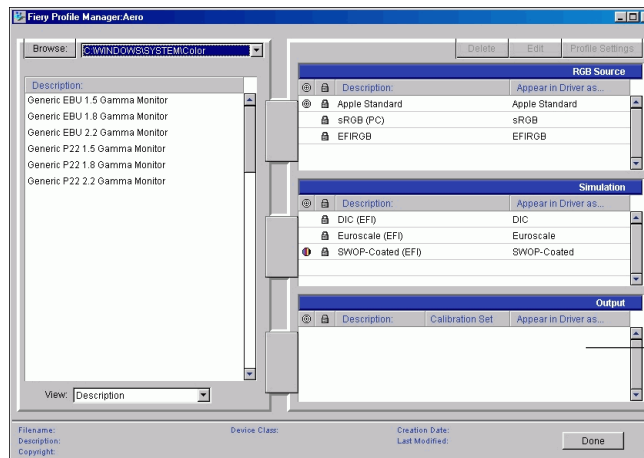 Fiery Profile Manager:Aero
Browse: C:\WINDOWS\SYSTEM\Color
Delete Edit Profile Settings
Description:
Generic EBU 1.5 Gamma Monitor
Generic EBU 1.8 Gamma Monitor
Generic EBU 2.2 Gamma Monitor
Generic P22 1.5 Gamma Monitor
Generic P22 1.8 Gamma Monitor
Generic P22 2.2 Gamma Monitor
View: Description
RGB Source
Description: Appear in Driver as...
Apple Standard Apple Standard
sRGB (PC) sRGB
EFIRGB EFIRGB
Simulation
Description: Appear in Driver as...
DIC (EFI) DIC
Euroscale (EFI) Euroscale
SWOP-Coated (EFI) SWOP-Coated
Output
Description: Calibration Set Appear in Driver as...
Filename: Device Class: Creation Date:
Description: Last Modified:
Copyright:
Done